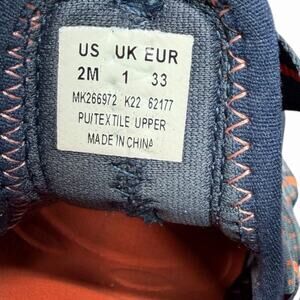 US UK EUR
2M 1 33
MK266972 K22 62177
PU/TEXTILE UPPER
MADE IN CHINA